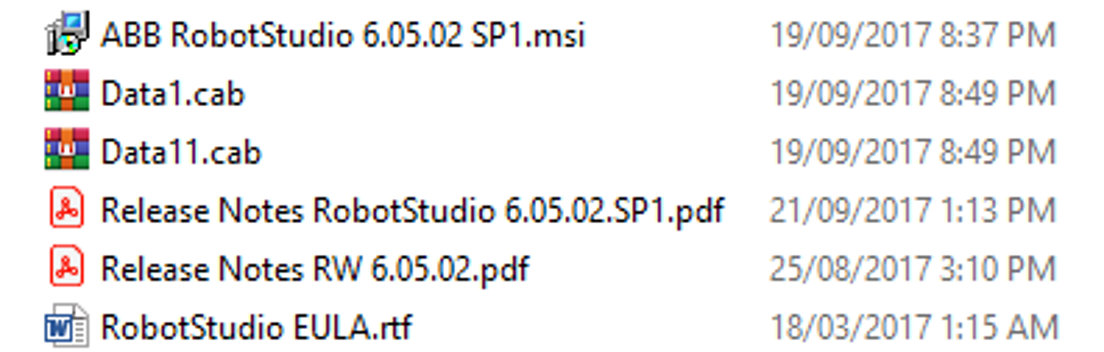 ABB RobotStudio 6.05.02 SP1.msi 19/09/2017 8:37 PM
Data1.cab 19/09/2017 8:49 PM
Data11.cab 19/09/2017 8:49 PM
Release Notes RobotStudio 6.05.02.SP1.pdf 21/09/2017 1:13 PM
Release Notes RW 6.05.02.pdf 25/08/2017 3:10 PM
RobotStudio EULA.rtf 18/03/2017 1:15 AM